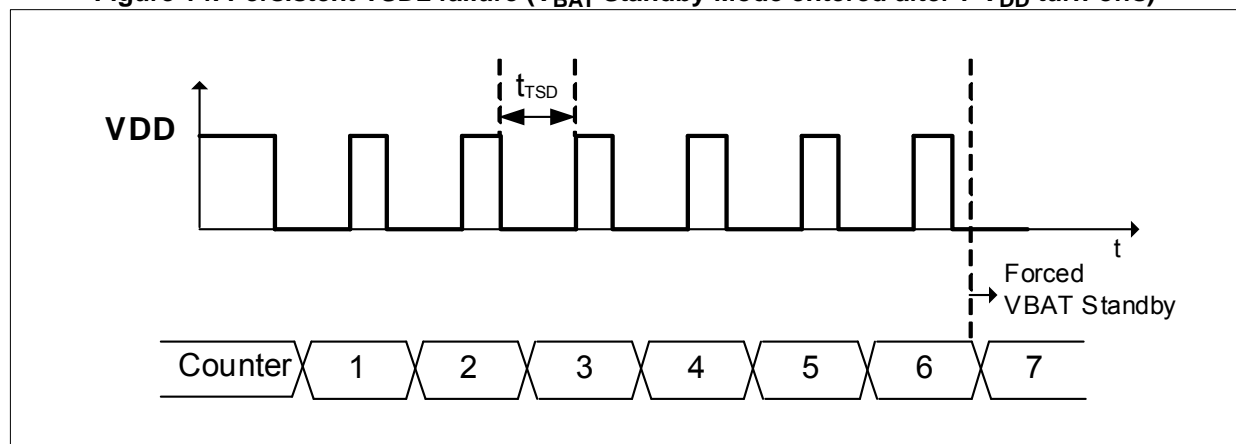 VDD
tTSD
t
Forced
VBAT Standby
Counter 1 2 3 4 5 6 7